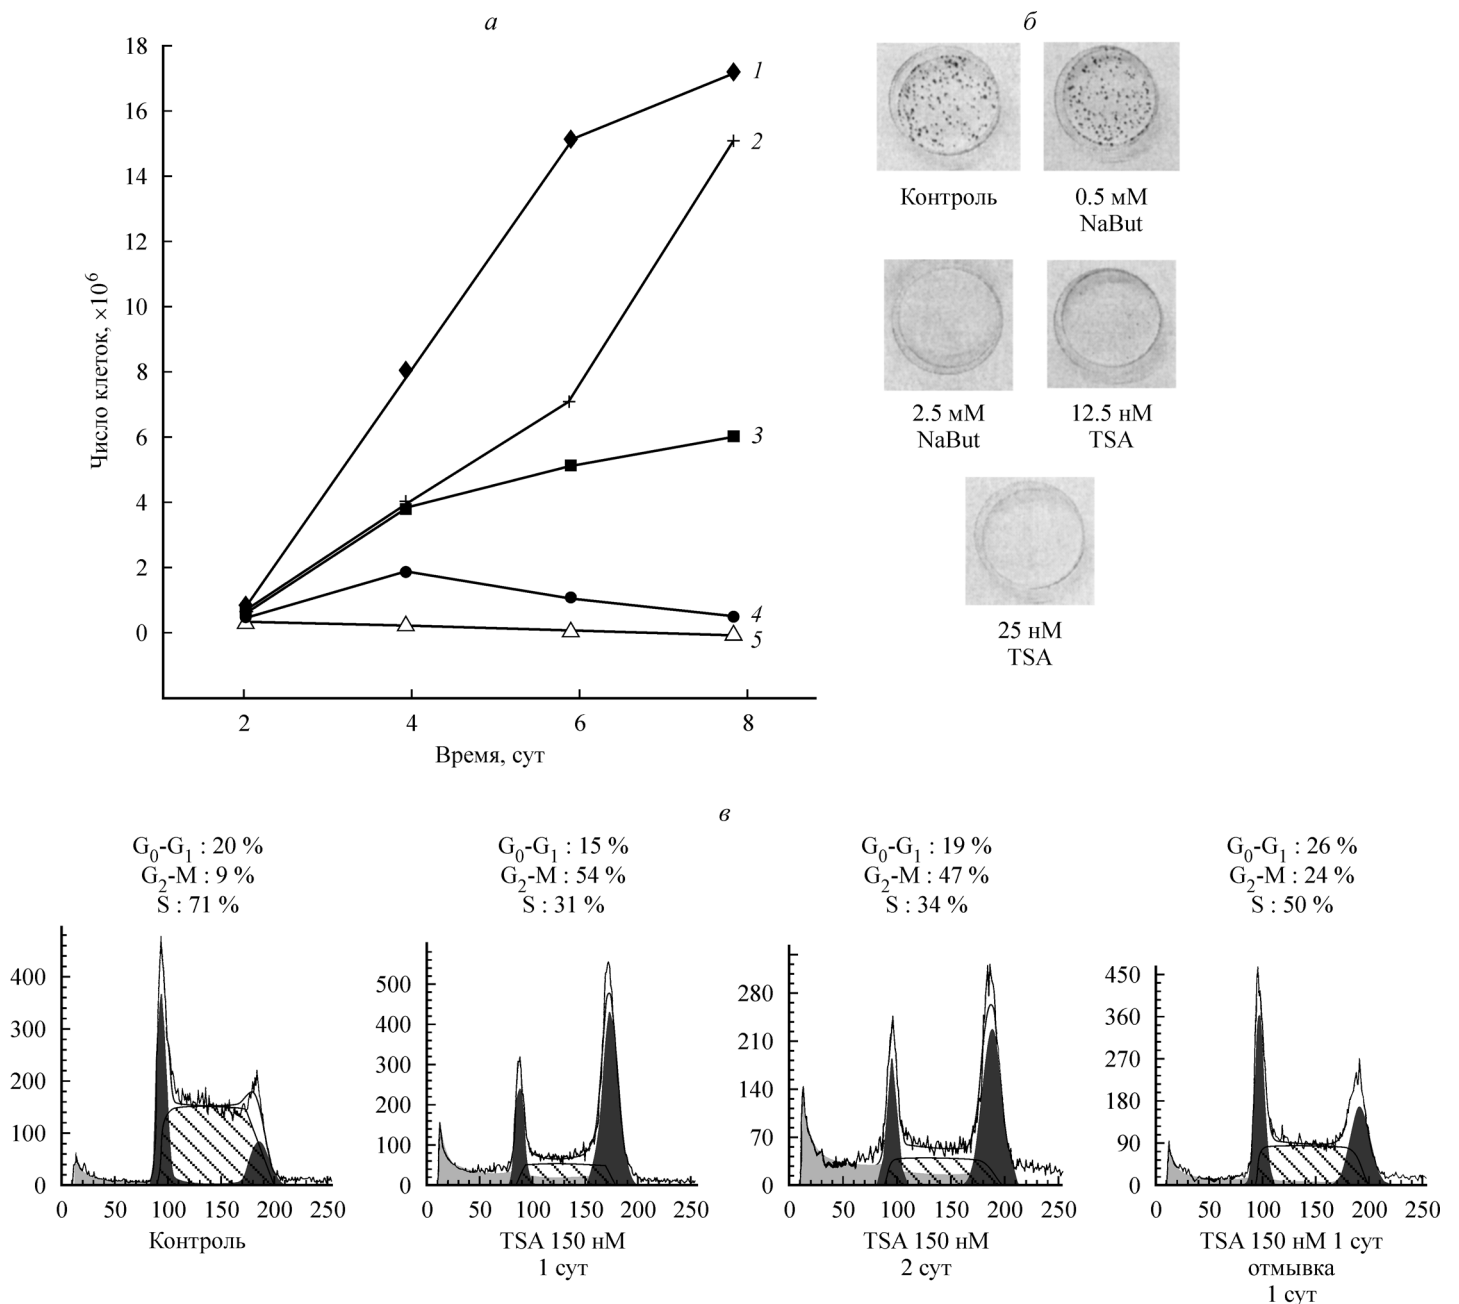 а
18
16
14
12
10
8
6
4
2
0
Число клеток, ×10⁶
1
2
3
4
5
2 4 6 8
Время, сут
б
Контроль
0.5 мМ
NaBut
2.5 мМ
NaBut
12.5 нМ
TSA
25 нМ
TSA
в
G₀-G₁ : 20 %
G₂-M : 9 %
S : 71 %
400
300
200
100
0
0 50 100 150 200 250
Контроль
G₀-G₁ : 15 %
G₂-M : 54 %
S : 31 %
500
400
300
200
100
0
0 50 100 150 200 250
TSA 150 нМ
1 сут
G₀-G₁ : 19 %
G₂-M : 47 %
S : 34 %
280
210
140
70
0
0 50 100 150 200 250
TSA 150 нМ
2 сут
G₀-G₁ : 26 %
G₂-M : 24 %
S : 50 %
450
360
270
180
90
0
0 50 100 150 200 250
TSA 150 нМ 1 сут
отмывка
1 сут